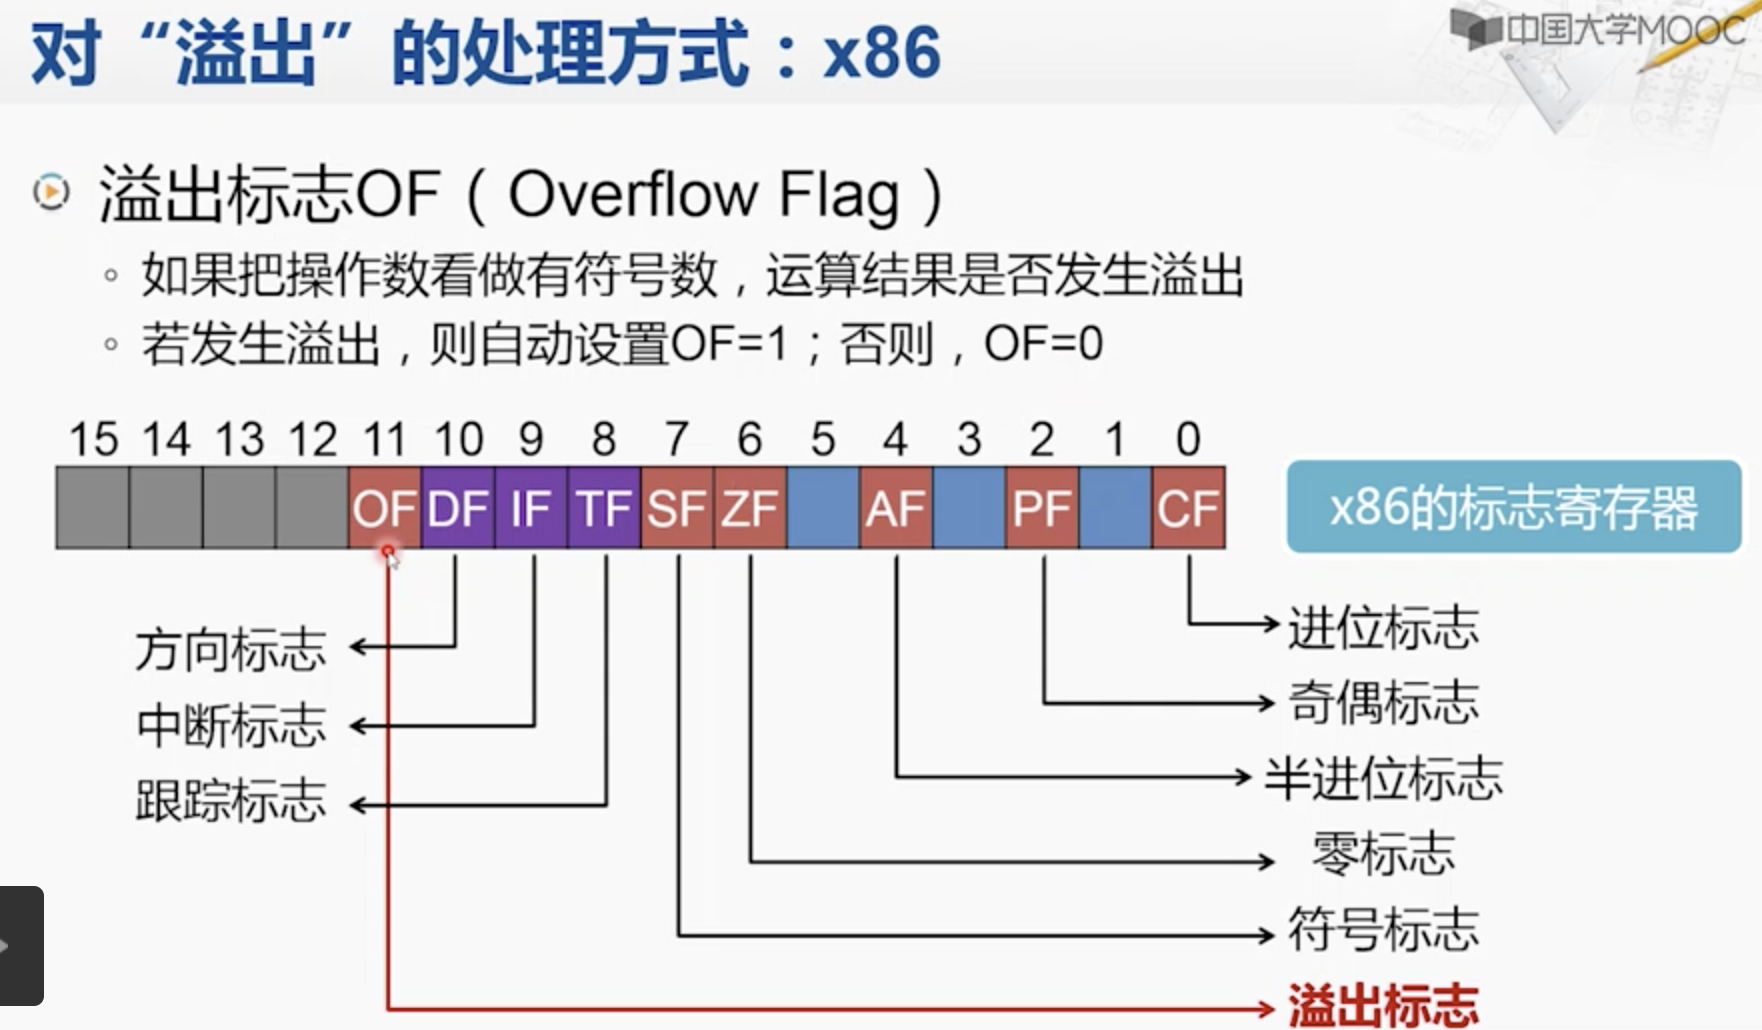 对“溢出”的处理方式：x86
中国大学MOOC
溢出标志OF（Overflow Flag）
如果把操作数看做有符号数，运算结果是否发生溢出
若发生溢出，则自动设置OF=1；否则，OF=0
15 14 13 12 11 10 9 8 7 6 5 4 3 2 1 0
OF DF IF TF SF ZF AF PF CF
x86的标志寄存器
方向标志
中断标志
跟踪标志
进位标志
奇偶标志
半进位标志
零标志
符号标志
溢出标志